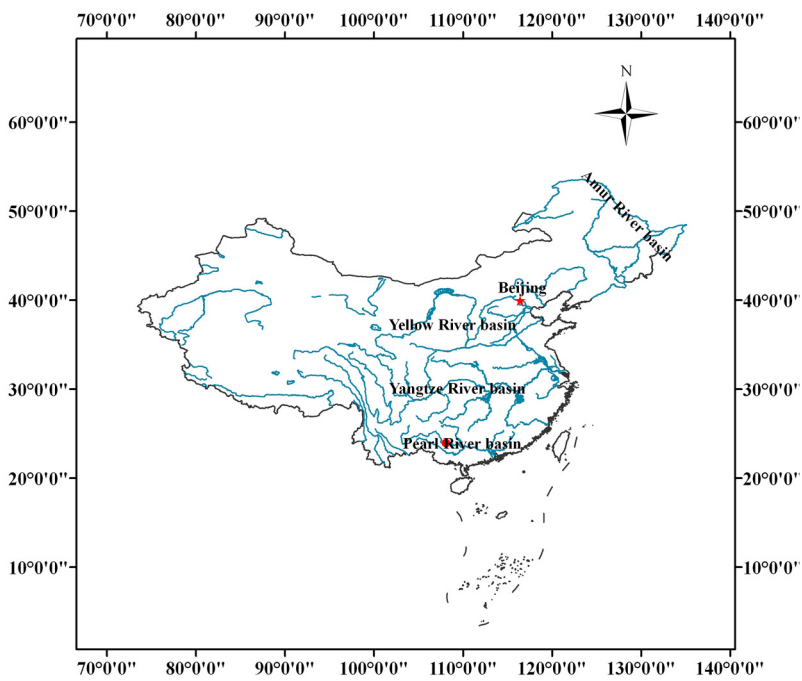 70°0'0" 80°0'0" 90°0'0" 100°0'0" 110°0'0" 120°0'0" 130°0'0" 140°0'0"
N
60°0'0" 60°0'0"
Amur River basin
50°0'0" 50°0'0"
Beijing
40°0'0" 40°0'0"
Yellow River basin
Yangtze River basin
30°0'0" 30°0'0"
Pearl River basin
20°0'0" 20°0'0"
10°0'0" 10°0'0"
70°0'0" 80°0'0" 90°0'0" 100°0'0" 110°0'0" 120°0'0" 130°0'0" 140°0'0"